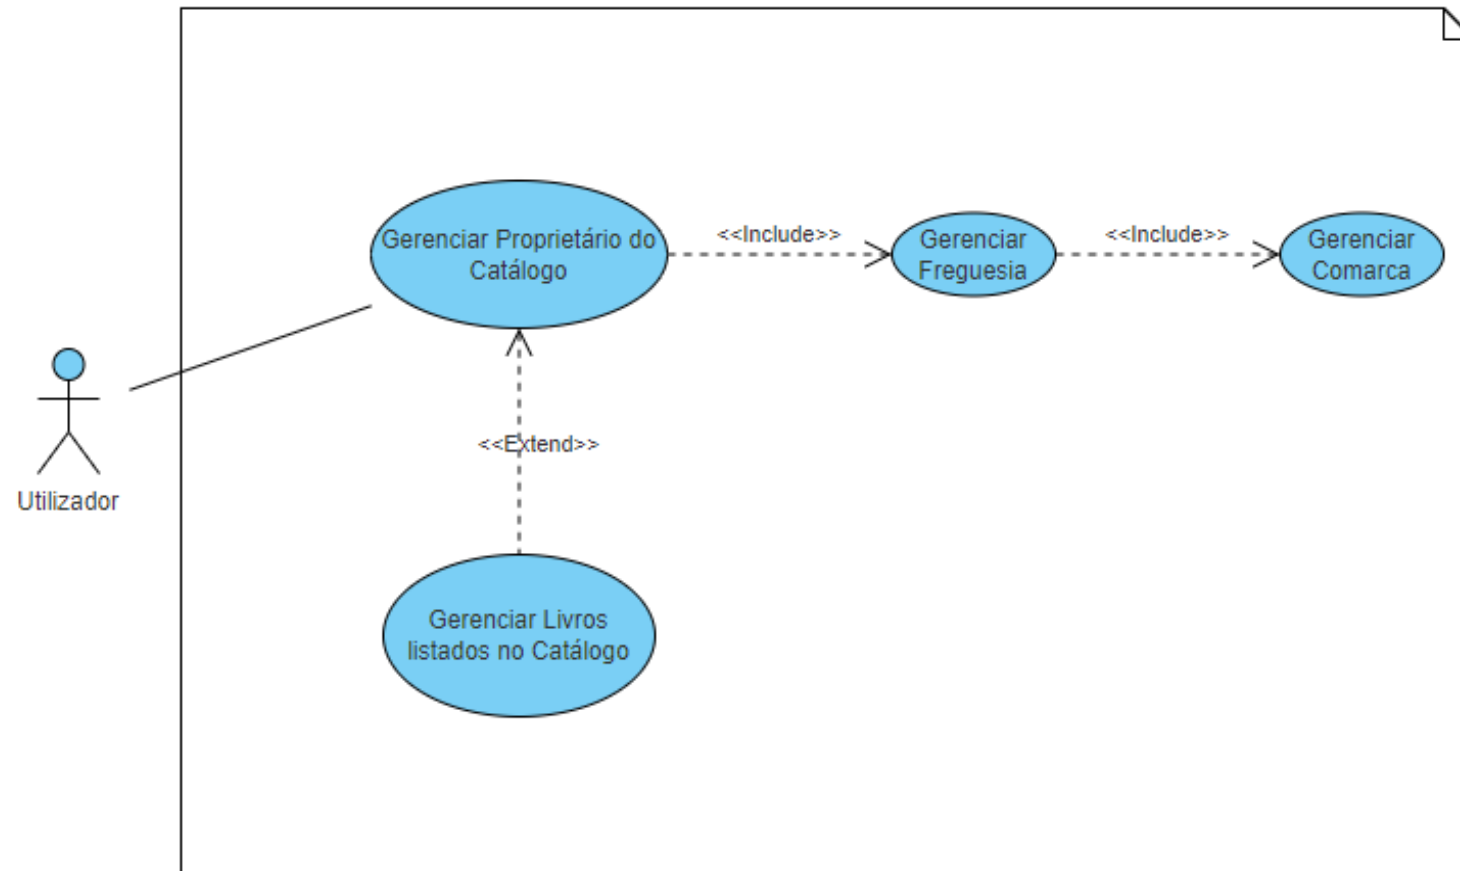 Gerenciar Proprietário do
Catálogo
<<Include>>
Gerenciar
Freguesia
<<Include>>
Gerenciar
Comarca
<<Extend>>
Utilizador
Gerenciar Livros
listados no Catálogo